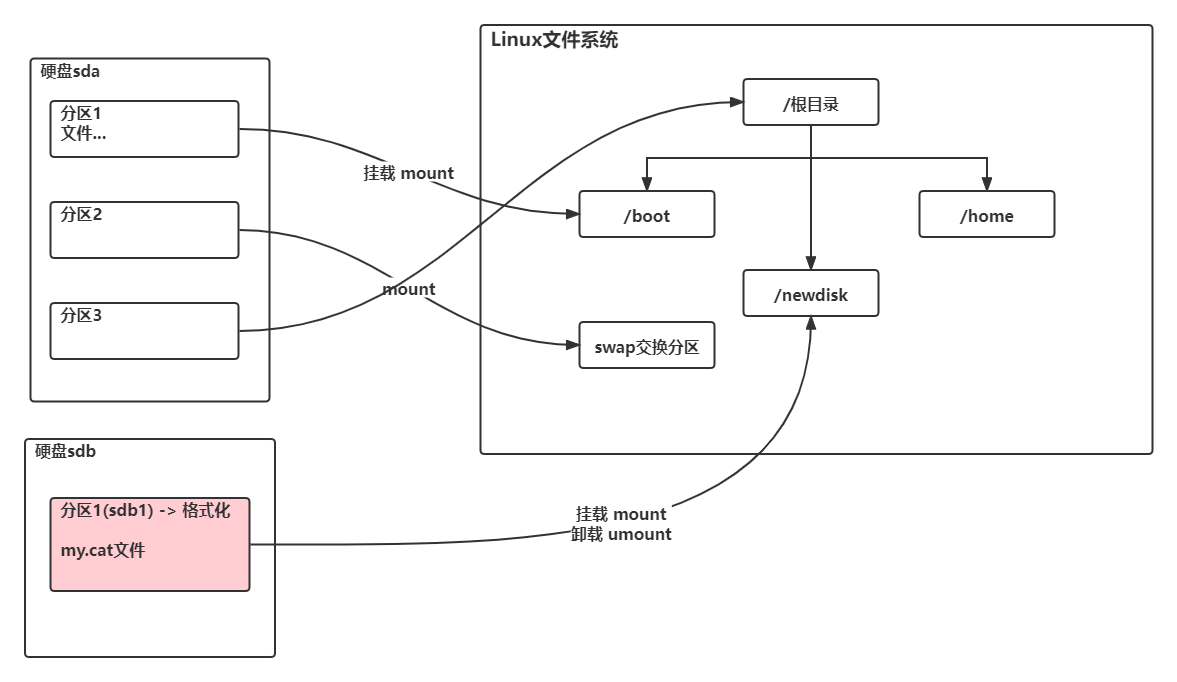 硬盘sda
分区1
文件...
分区2
分区3
挂载 mount
mount
Linux文件系统
/根目录
/boot
/home
/newdisk
swap交换分区
硬盘sdb
分区1(sdb1) -> 格式化
my.cat文件
挂载 mount
卸载 umount